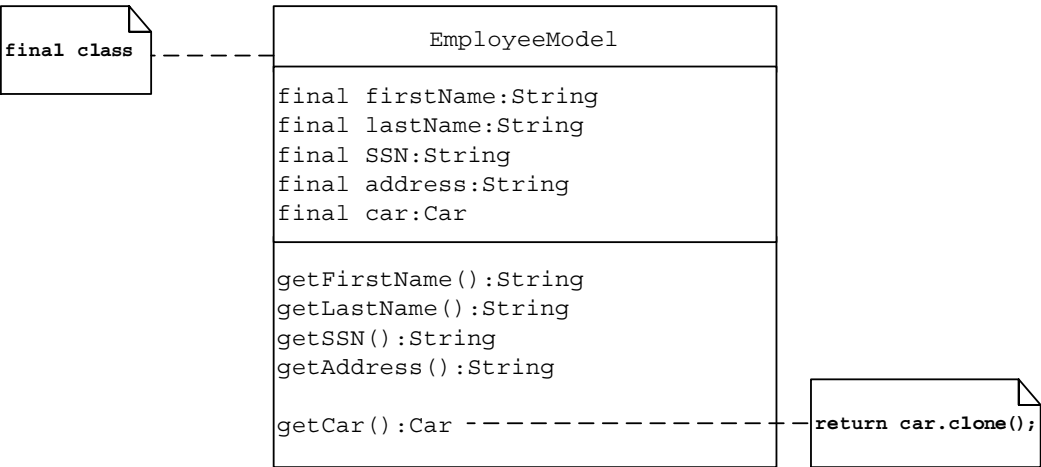 final class
EmployeeModel
final firstName:String
final lastName:String
final SSN:String
final address:String
final car:Car
getFirstName():String
getLastName():String
getSSN():String
getAddress():String
getCar():Car
return car.clone();